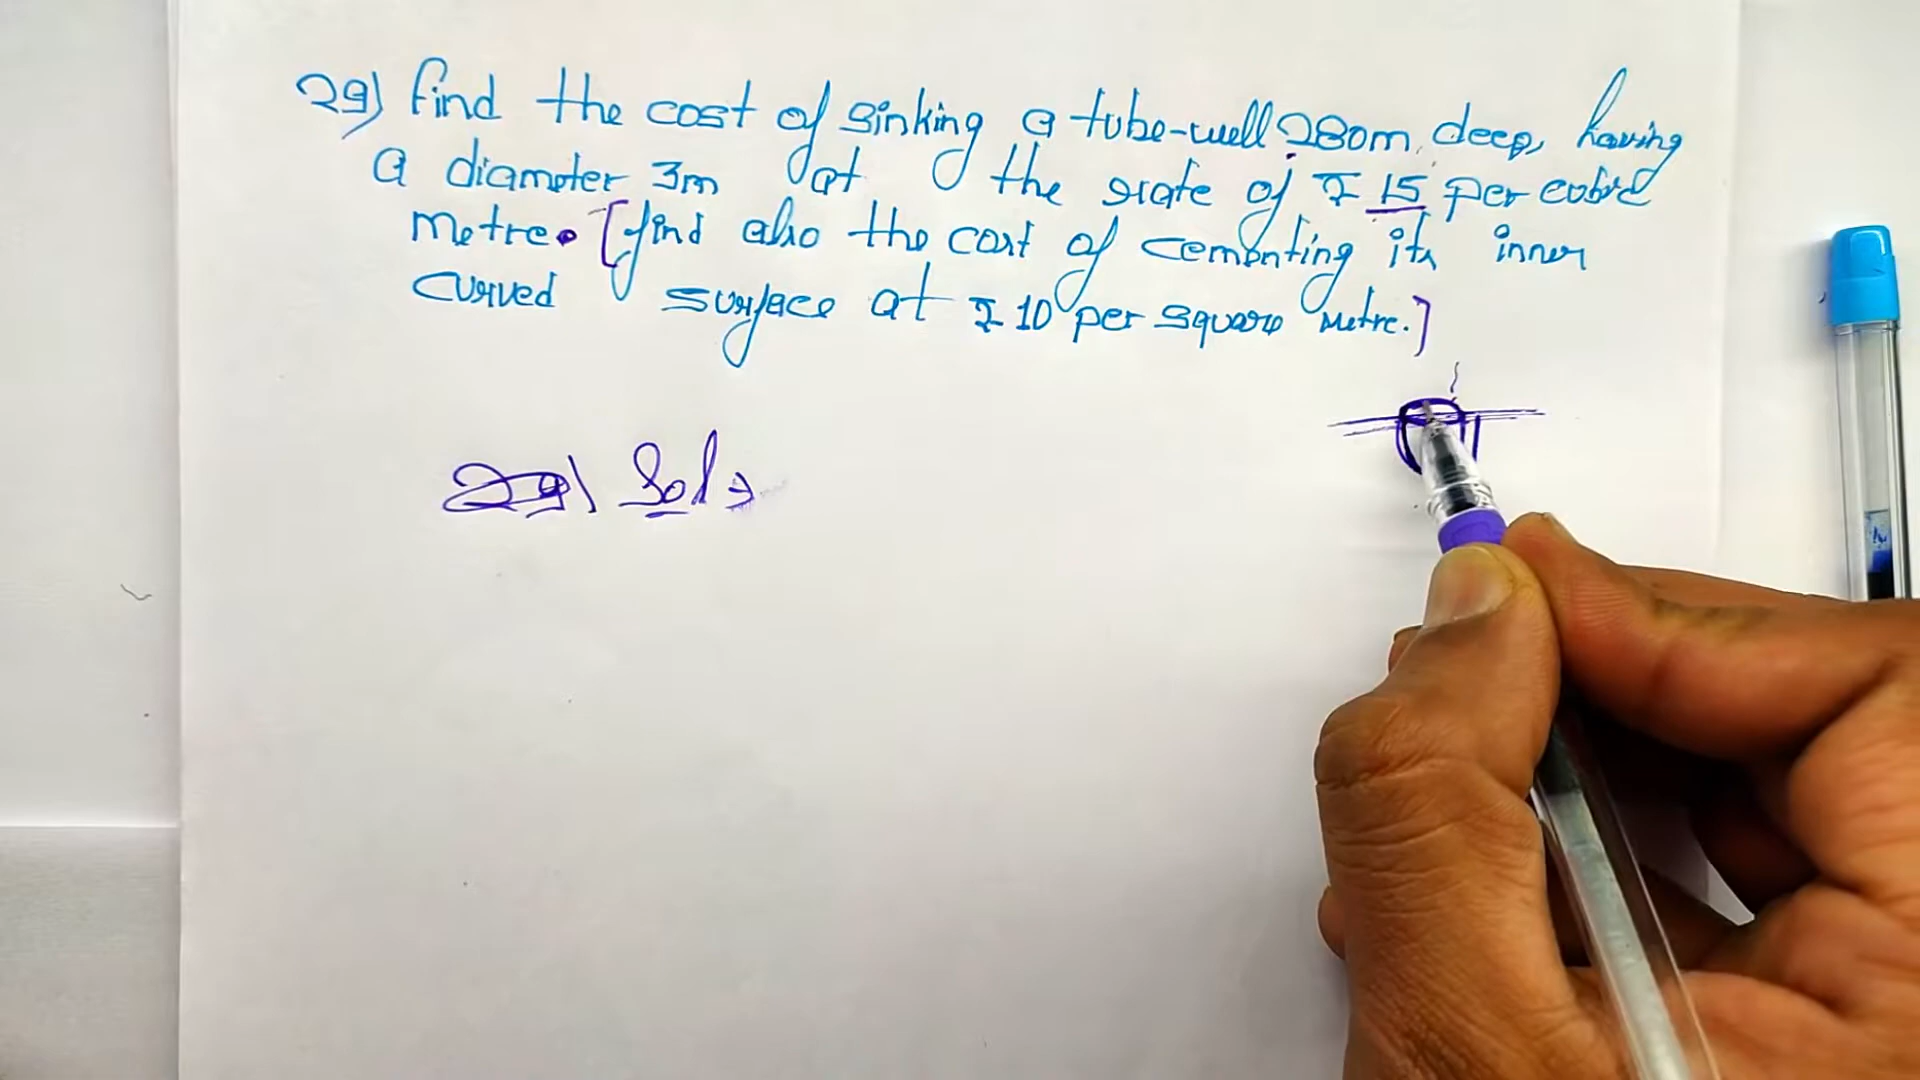 29) find the cost of sinking a tube-well 280m deep, having
a diameter 3m at the rate of ₹ 15 per cubic
metre. [find also the cost of cementing its inner
curved surface at ₹ 10 per square metre.]
29) Sol→